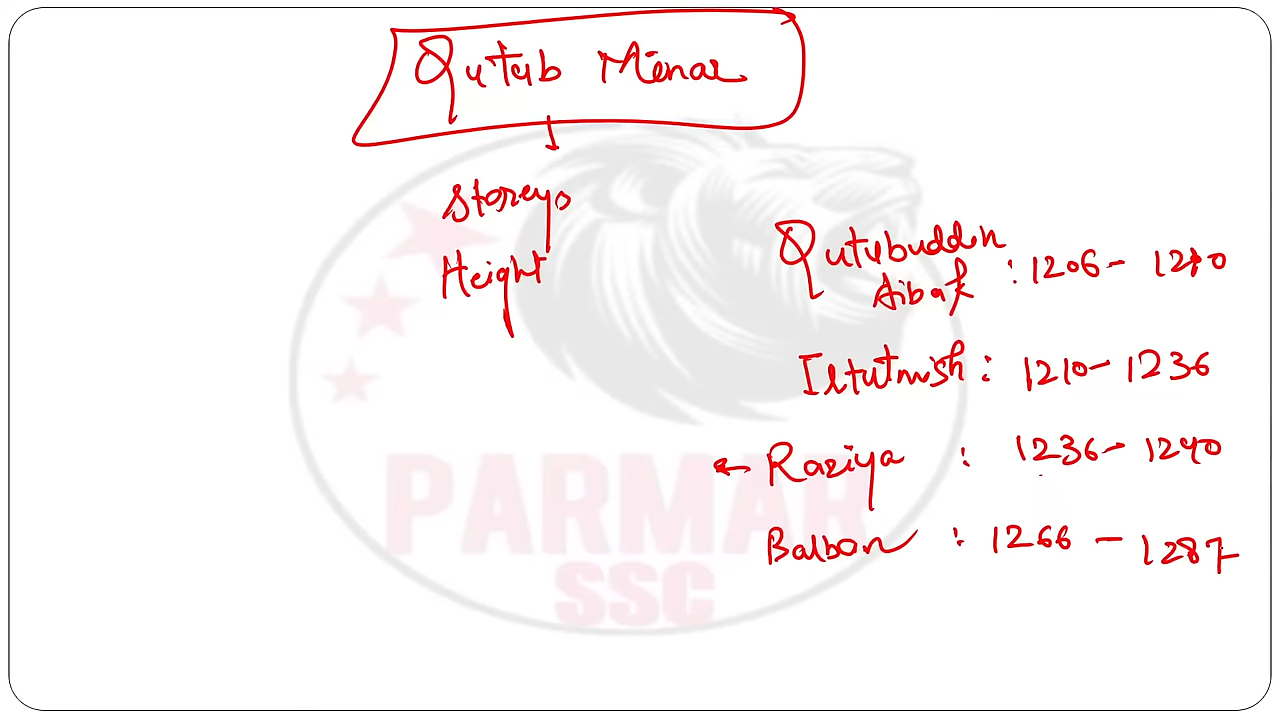 Qutub Minar
Storeys
Height
Qutubuddin
Aibak : 1206 - 1210
Iltutmish : 1210 - 1236
Raziya : 1236 - 1240
Balban : 1266 - 1287
PARMAR
SSC